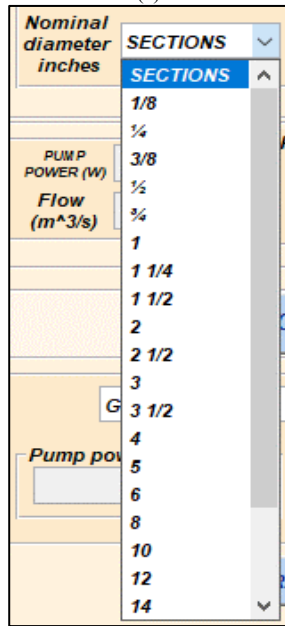 Nominal
diameter
inches
SECTIONS
SECTIONS
1/8
¼
3/8
½
¾
1
1 1/4
1 1/2
2
2 1/2
3
3 1/2
4
5
6
8
10
12
14
PUMP
POWER (W)
Flow
(m^3/s)
G
Pump pov